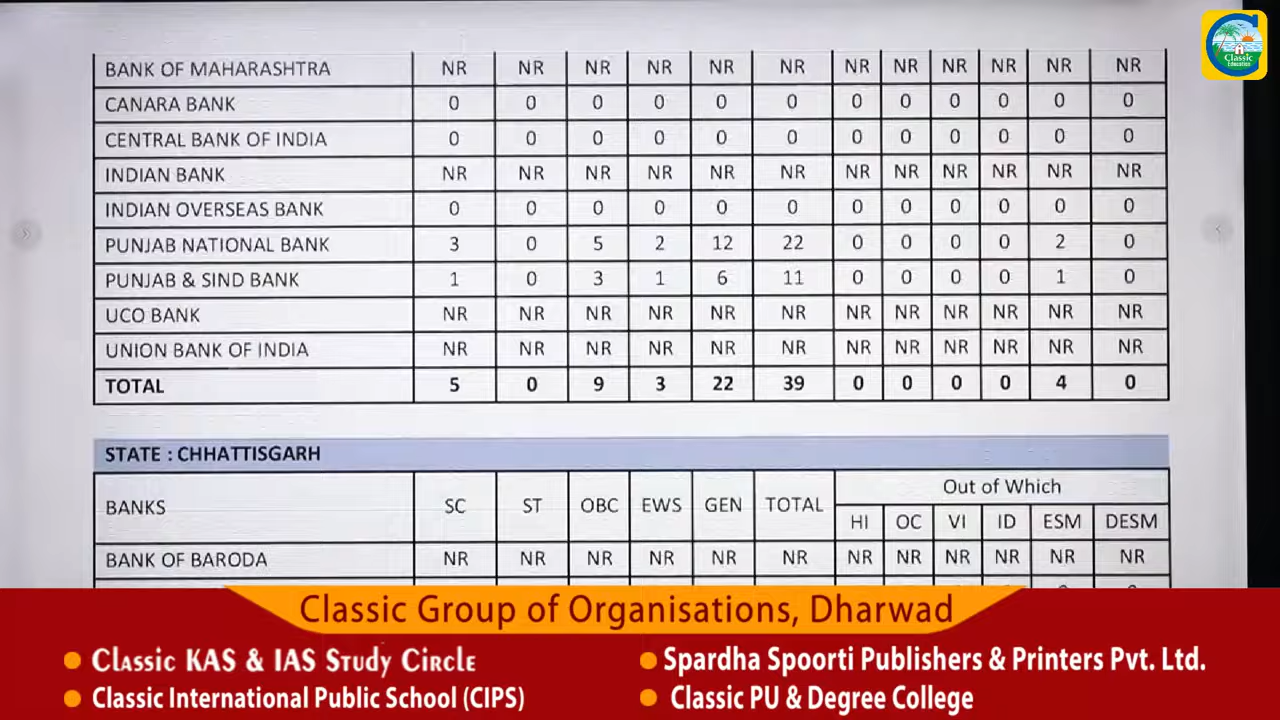 Classic
Education
BANK OF MAHARASHTRA NR NR NR NR NR NR NR NR NR NR NR NR
CANARA BANK 0 0 0 0 0 0 0 0 0 0 0 0
CENTRAL BANK OF INDIA 0 0 0 0 0 0 0 0 0 0 0 0
INDIAN BANK NR NR NR NR NR NR NR NR NR NR NR NR
INDIAN OVERSEAS BANK 0 0 0 0 0 0 0 0 0 0 0 0
PUNJAB NATIONAL BANK 3 0 5 2 12 22 0 0 0 0 2 0
PUNJAB & SIND BANK 1 0 3 1 6 11 0 0 0 0 1 0
UCO BANK NR NR NR NR NR NR NR NR NR NR NR NR
UNION BANK OF INDIA NR NR NR NR NR NR NR NR NR NR NR NR
TOTAL 5 0 9 3 22 39 0 0 0 0 4 0
STATE : CHHATTISGARH
BANKS SC ST OBC EWS GEN TOTAL Out of Which
HI OC VI ID ESM DESM
BANK OF BARODA NR NR NR NR NR NR NR NR NR NR NR NR
Classic Group of Organisations, Dharwad
Classic KAS & IAS Study Circle
Spardha Spoorti Publishers & Printers Pvt. Ltd.
Classic International Public School (CIPS)
Classic PU & Degree College